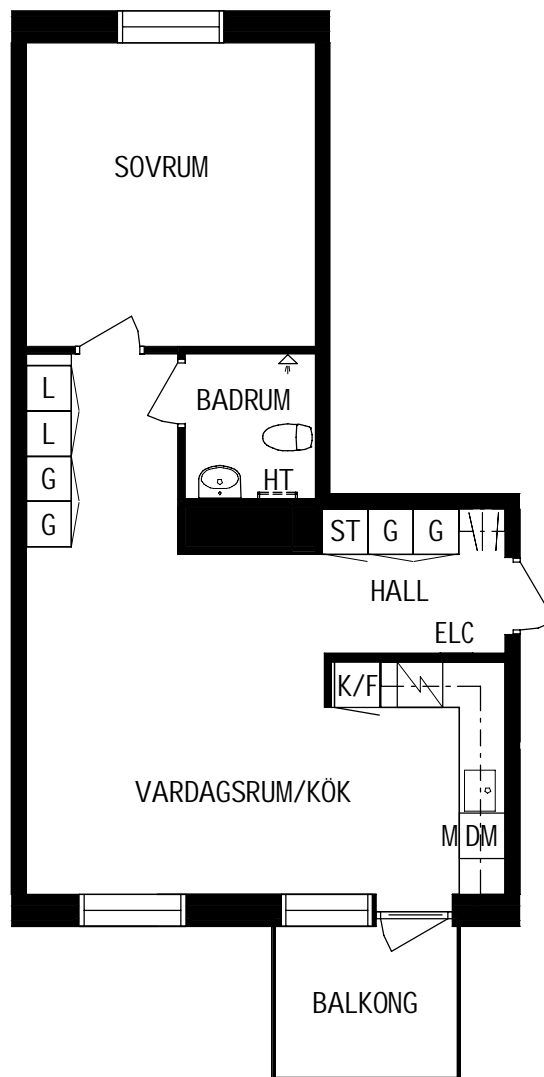 SOVRUM
L
BADRUM
L
G
HT
G
ST G G
HALL
ELC
K/F
VARDAGSRUM/KÖK
M DM
BALKONG